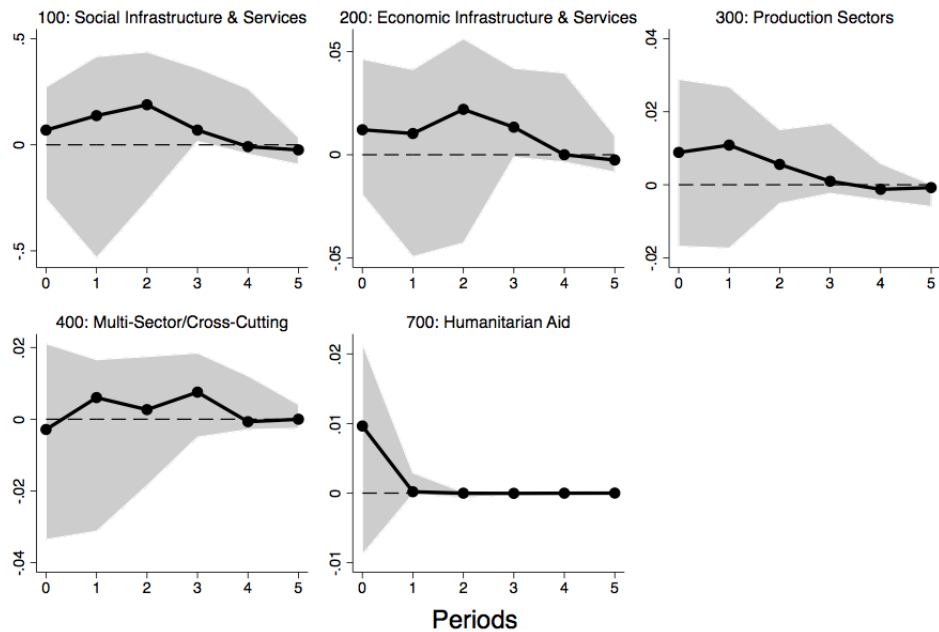 100: Social Infrastructure & Services
200: Economic Infrastructure & Services
300: Production Sectors
.5
0
-.5
0 1 2 3 4 5
.05
0
-.05
0 1 2 3 4 5
.04
.02
0
-.02
0 1 2 3 4 5
400: Multi-Sector/Cross-Cutting
700: Humanitarian Aid
.02
0
-.02
-.04
0 1 2 3 4 5
.02
.01
0
-.01
0 1 2 3 4 5
Periods